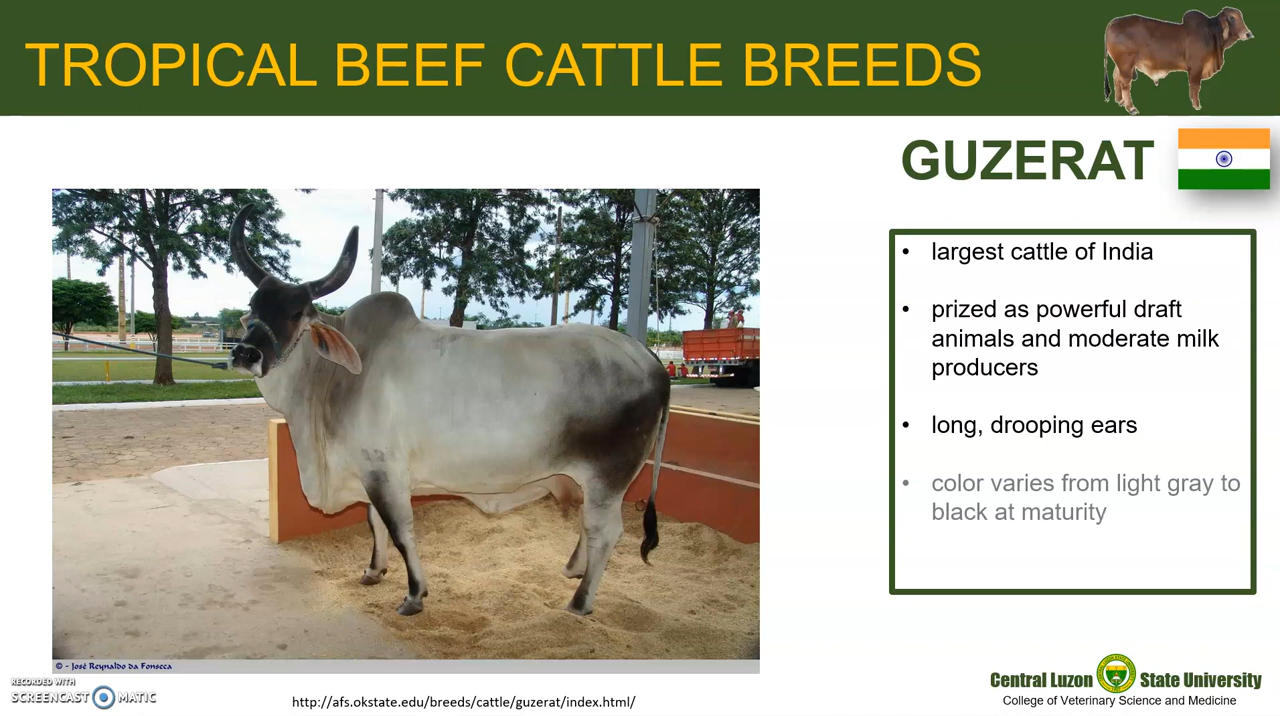 TROPICAL BEEF CATTLE BREEDS
GUZERAT
• largest cattle of India
• prized as powerful draft
animals and moderate milk
producers
• long, drooping ears
• color varies from light gray to
black at maturity
© - José Reynaldo da Fonseca
RECORDED WITH
SCREENCAST MATIC
http://afs.okstate.edu/breeds/cattle/guzerat/index.html/
Central Luzon State University
College of Veterinary Science and Medicine